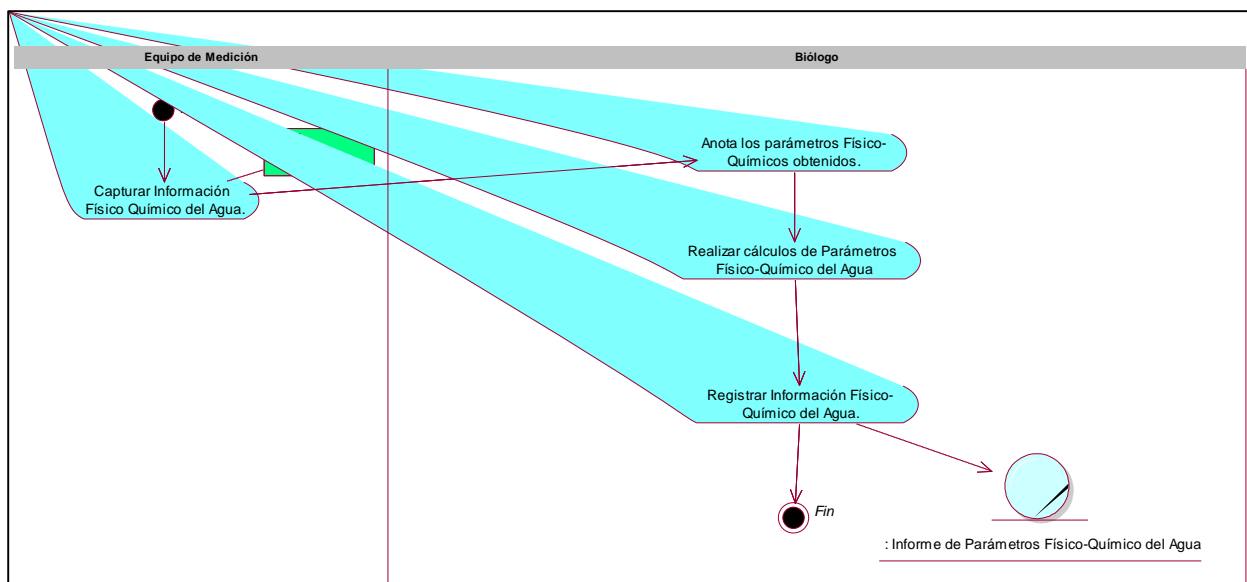 Equipo de Medición
Biólogo
Anota los parámetros Físico-
Químicos obtenidos.
Capturar Información
Físico Químico del Agua.
Realizar cálculos de Parámetros
Físico-Químico del Agua
Registrar Información Físico-
Químico del Agua.
Fin
: Informe de Parámetros Físico-Químico del Agua